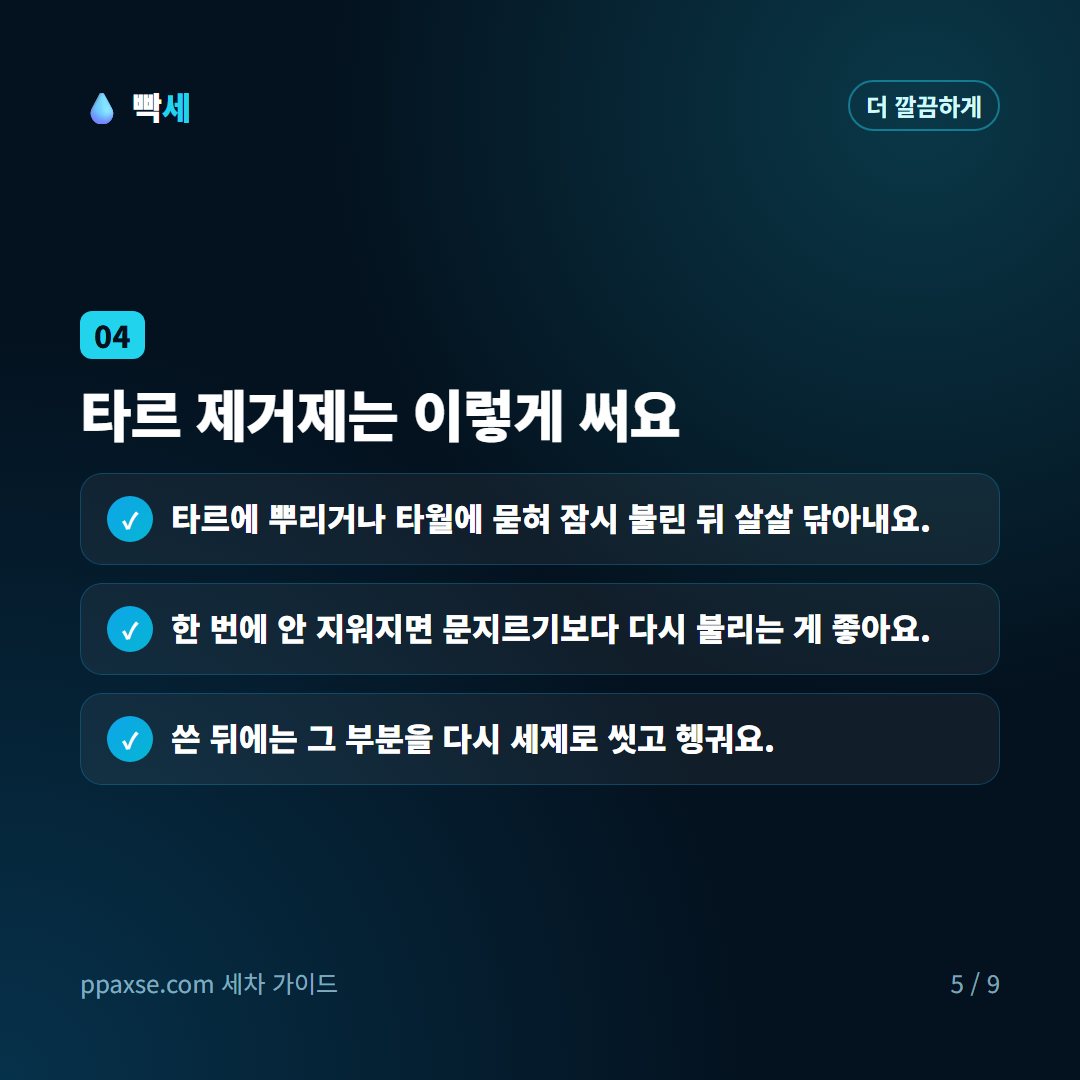 빡세
더 깔끔하게
04
타르 제거제는 이렇게 써요
✓ 타르에 뿌리거나 타월에 묻혀 잠시 불린 뒤 살살 닦아내요.
✓ 한 번에 안 지워지면 문지르기보다 다시 불리는 게 좋아요.
✓ 쓴 뒤에는 그 부분을 다시 세제로 씻고 헹궈요.
ppaxse.com 세차 가이드
5 / 9